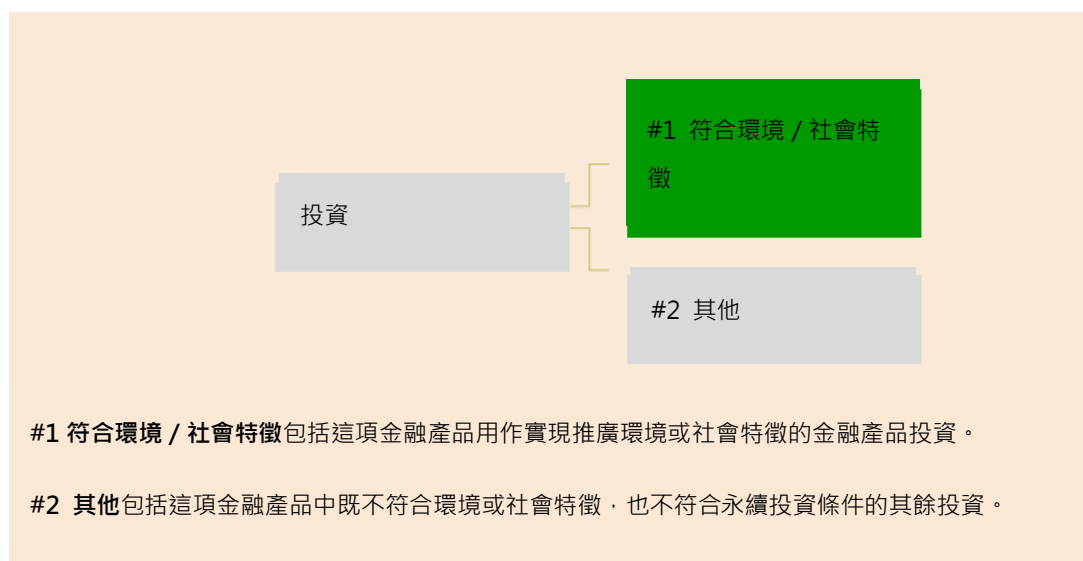 #1 符合環境 / 社會特
徵
投資
#2 其他
#1 符合環境 / 社會特徵包括這項金融產品用作實現推廣環境或社會特徵的金融產品投資。
#2 其他包括這項金融產品中既不符合環境或社會特徵，也不符合永續投資條件的其餘投資。